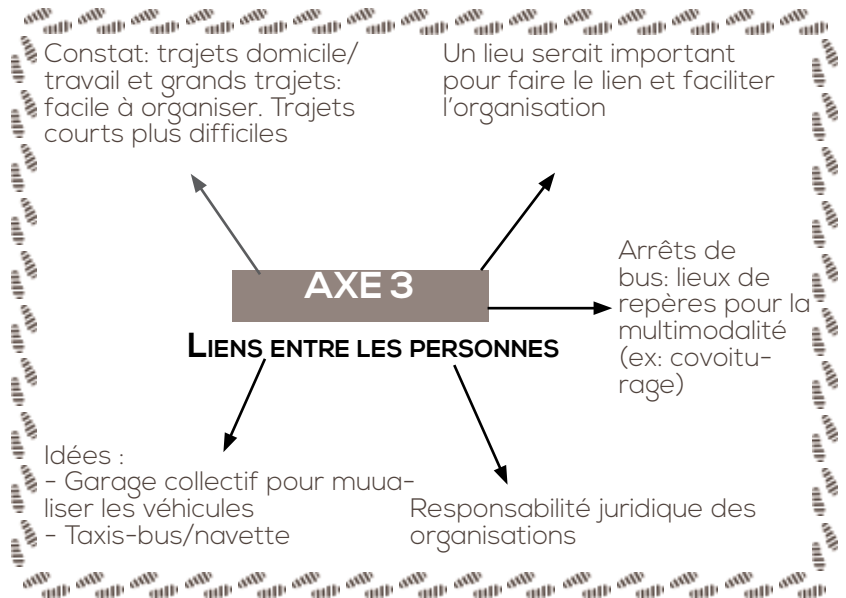 Constat: trajets domicile/
travail et grands trajets:
facile à organiser. Trajets
courts plus difficiles
Un lieu serait important
pour faire le lien et faciliter
l'organisation
AXE 3
LIENS ENTRE LES PERSONNES
Arrêts de
bus: lieux de
repères pour la
multimodalité
(ex: covoitu-
rage)
Idées :
- Garage collectif pour muua-
liser les véhicules
- Taxis-bus/navette
Responsabilité juridique des
organisations